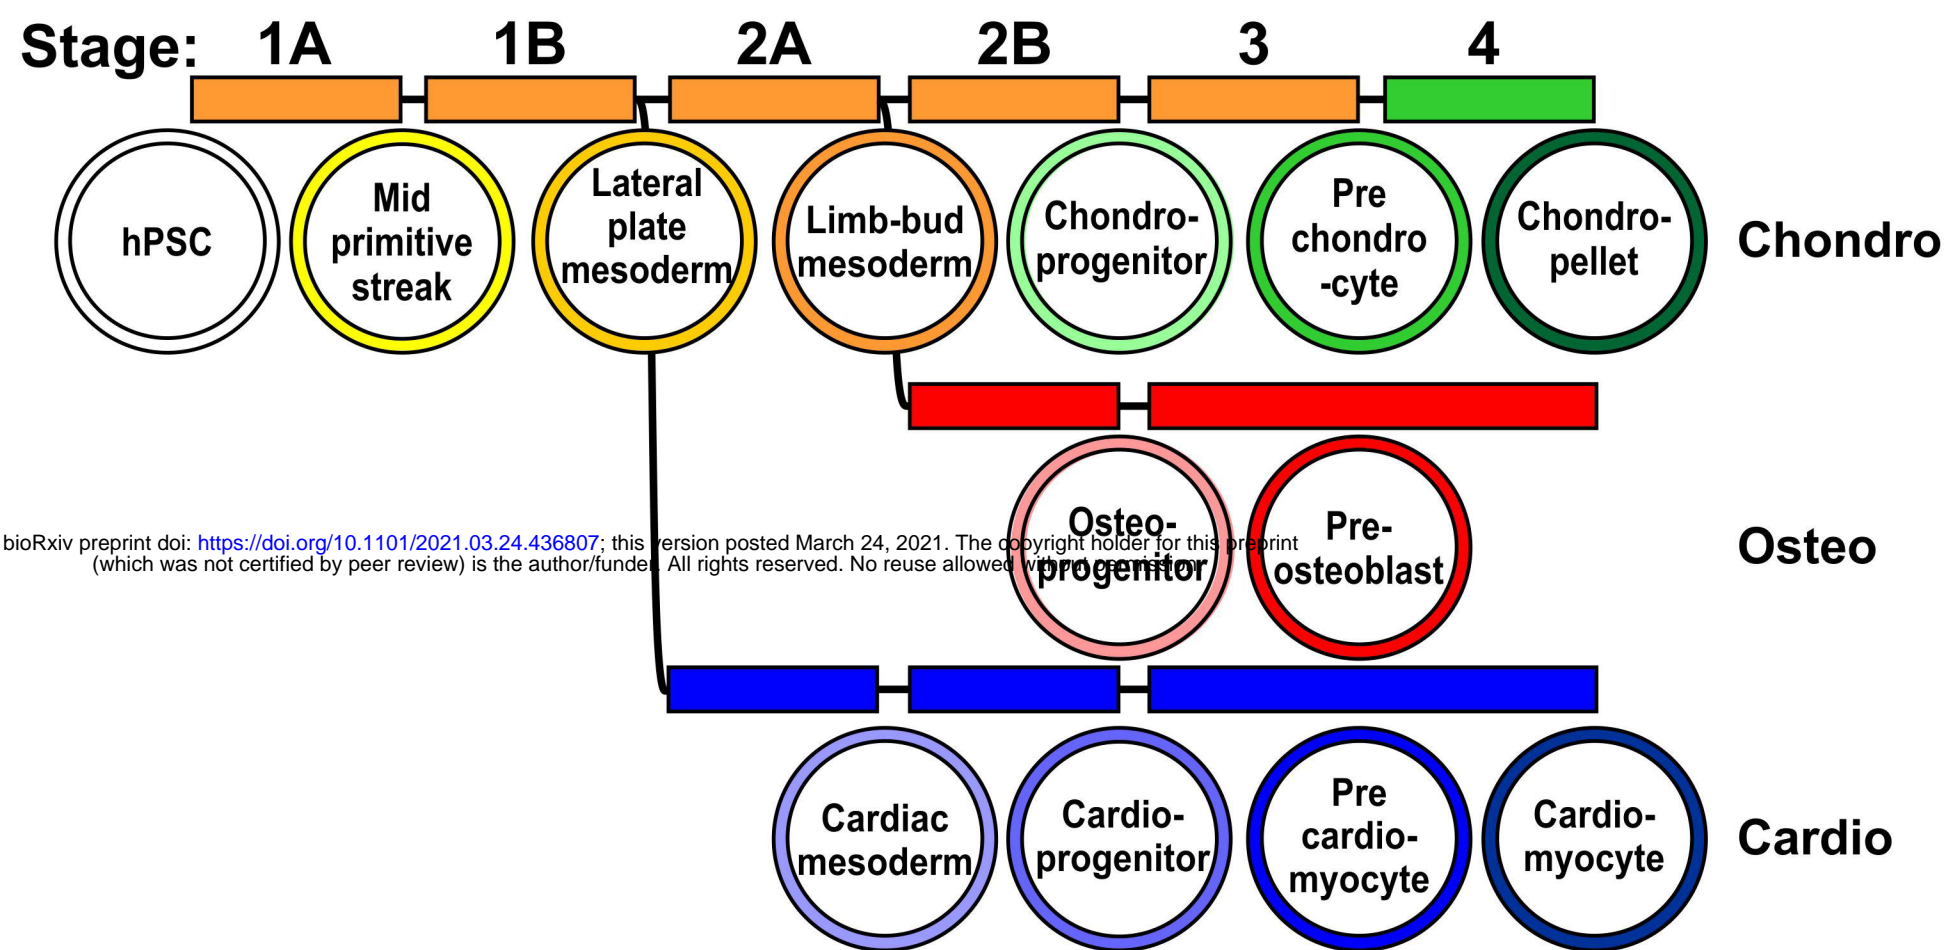 Stage: 1A 1B 2A 2B 3 4
hPSC
Mid
primitive
streak
Lateral
plate
mesoderm
Limb-bud
mesoderm
Chondro-
progenitor
Pre
chondro
-cyte
Chondro-
pellet
Chondro
Osteo-
progenitor
Pre-
osteoblast
Osteo
bioRxiv preprint doi: https://doi.org/10.1101/2021.03.24.436807; this version posted March 24, 2021. The copyright holder for this preprint
(which was not certified by peer review) is the author/funder. All rights reserved. No reuse allowed without permission.
Cardiac
mesoderm
Cardio-
progenitor
Pre
cardio-
myocyte
Cardio-
myocyte
Cardio